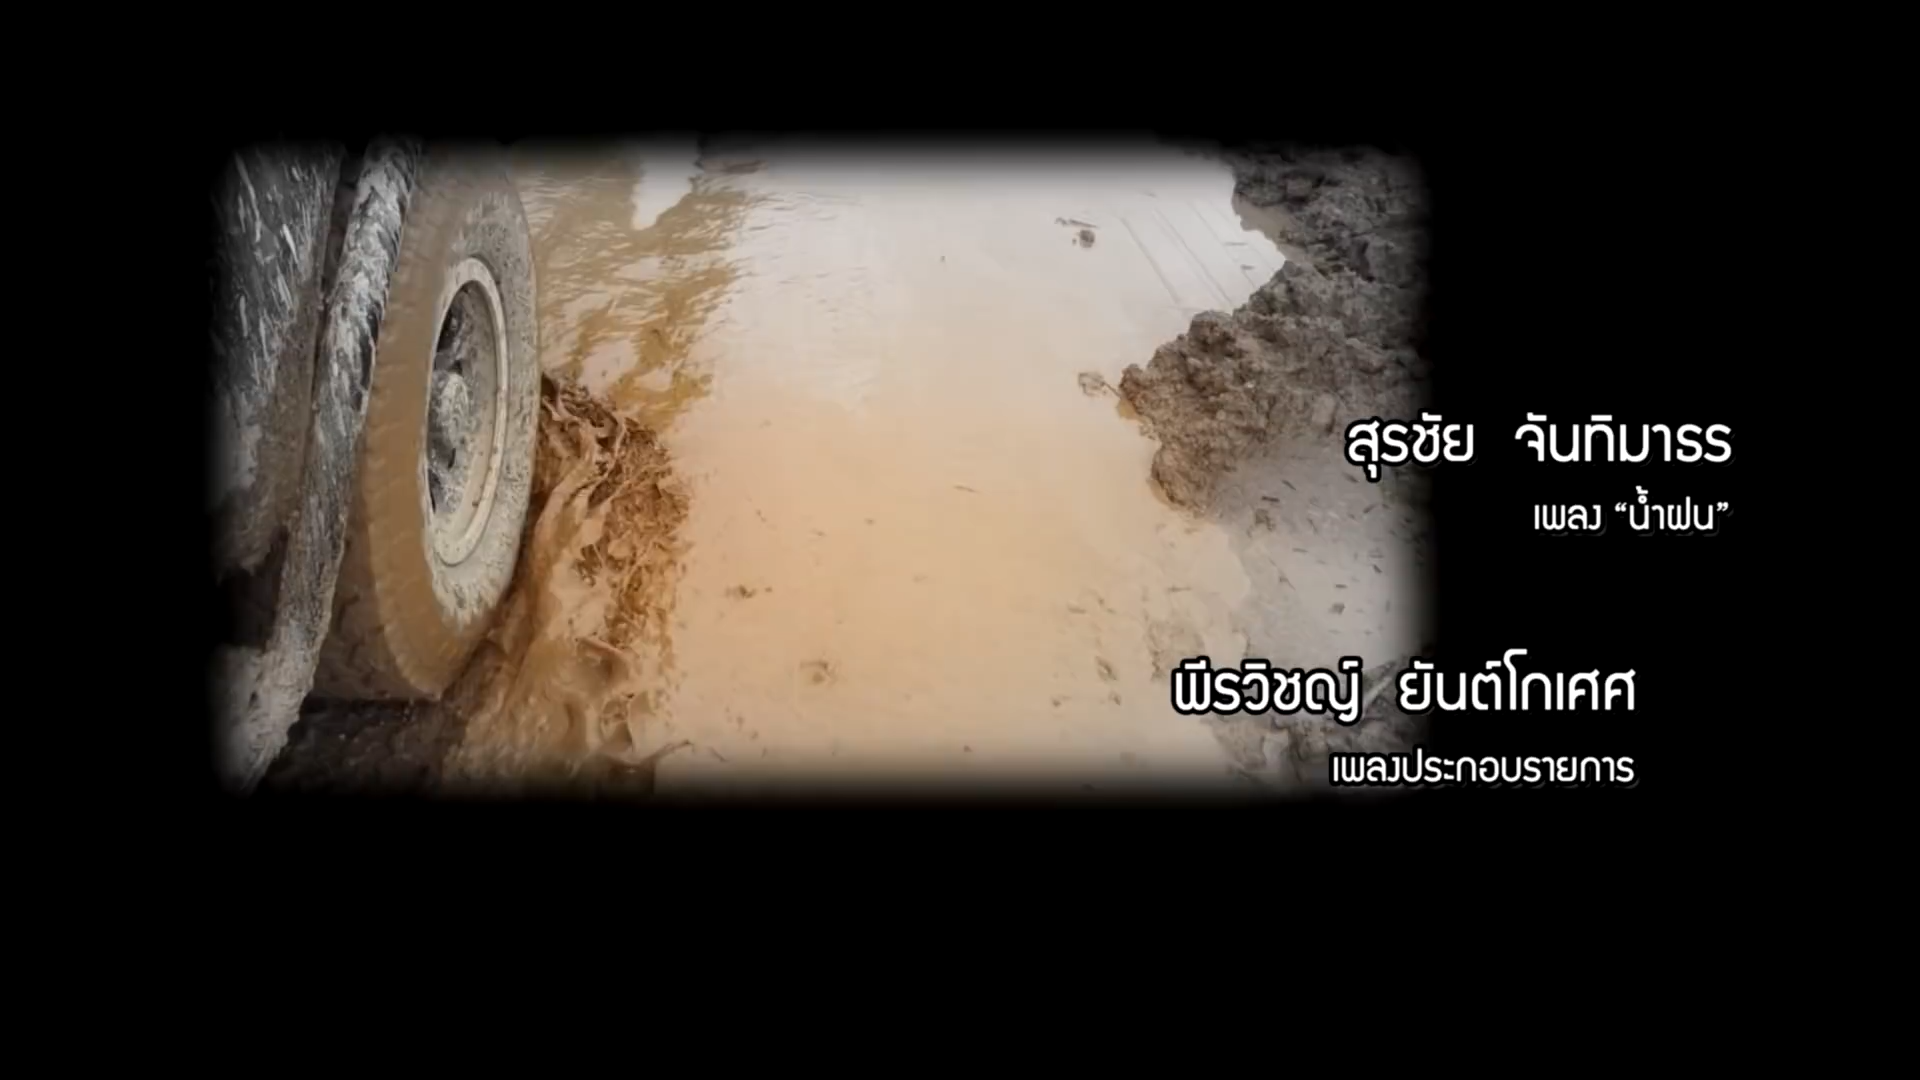 สุรชัย จันทิมาธร
เพลง “น้ำฝน”
พีรวิชญ์ ยันต์โกเศศ
เพลงประกอบรายการ